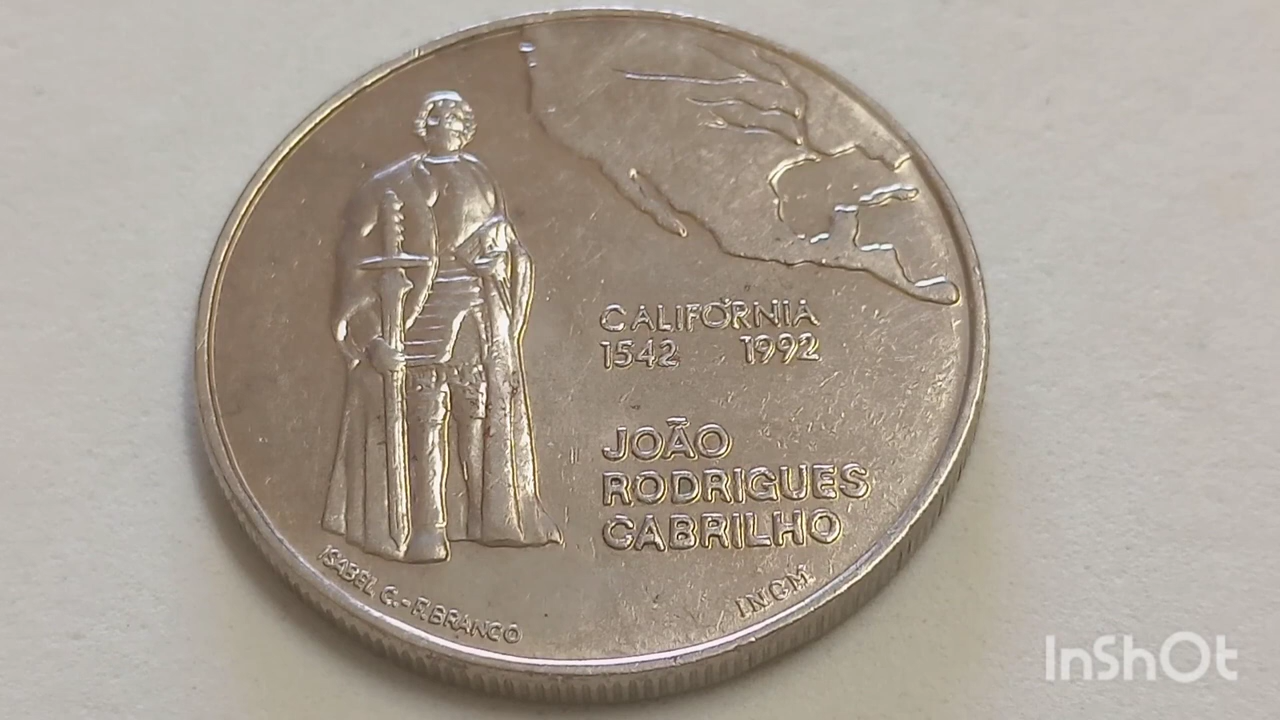 CALIFÓRNIA
1542 1992
JOÃO
RODRIGUES
CABRILHO
ISABEL C.-F.BRANCO
INCM
InShOt